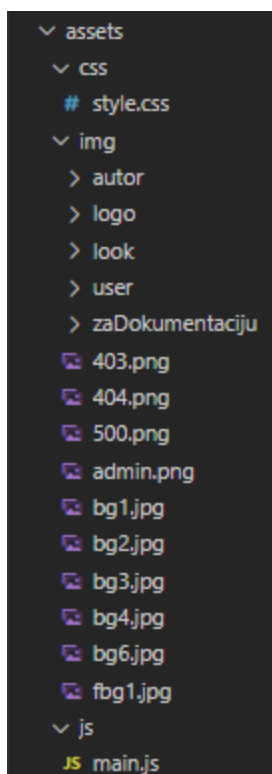 assets
css
# style.css
img
autor
logo
look
user
zaDokumentaciju
403.png
404.png
500.png
admin.png
bg1.jpg
bg2.jpg
bg3.jpg
bg4.jpg
bg6.jpg
fbg1.jpg
js
JS main.js